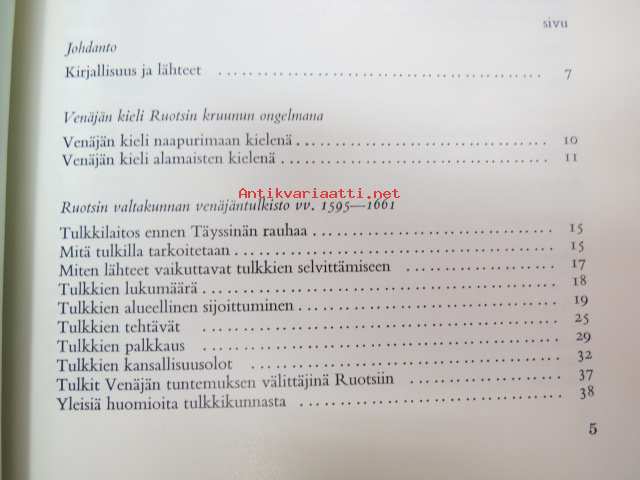 sivu
Johdanto
Kirjallisuus ja lähteet ........................................ 7
Venäjän kieli Ruotsin kruunun ongelmana
Venäjän kieli naapurimaan kielenä ........................... 10
Venäjän kieli alamaisten kielenä ............................. 11
Antikvariaatti.net
Ruotsin valtakunnan venäjäntulkisto vv. 1595—1661
Tulkkilaitos ennen Täyssinän rauhaa ......................... 15
Mitä tulkilla tarkoitetaan ................................... 15
Miten lähteet vaikuttavat tulkkien selvittämiseen ............ 17
Tulkkien lukumäärä ........................................ 18
Tulkkien alueellinen sijoittuminen ........................... 19
Tulkkien tehtävät ........................................ 25
Tulkkien palkkaus ........................................ 29
Tulkkien kansallisuusolot .................................. 32
Tulkit Venäjän tuntemuksen välittäjinä Ruotsiin .............. 37
Yleisiä huomioita tulkkikunnasta ............................ 38
5